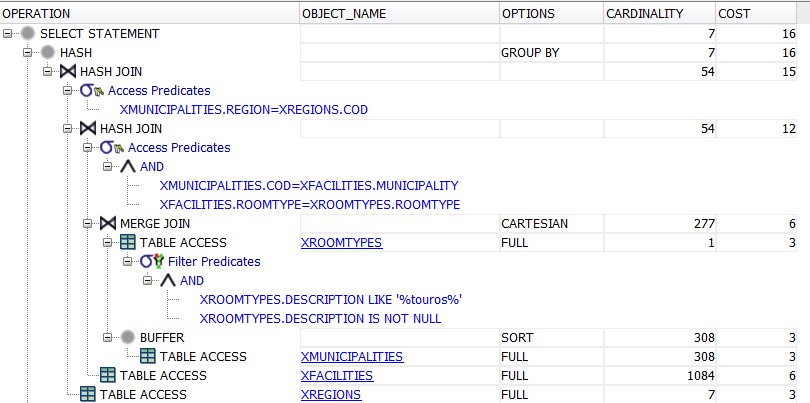 OPERATION OBJECT_NAME OPTIONS CARDINALITY COST
SELECT STATEMENT 7 16
HASH GROUP BY 7 16
HASH JOIN 54 15
Access Predicates
XMUNICIPALITIES.REGION=XREGIONS.COD
HASH JOIN 54 12
Access Predicates
AND
XMUNICIPALITIES.COD=XFACILITIES.MUNICIPALITY
XFACILITIES.ROOMTYPE=XROOMTYPES.ROOMTYPE
MERGE JOIN CARTESIAN 277 6
TABLE ACCESS XROOMTYPES FULL 1 3
Filter Predicates
AND
XROOMTYPES.DESCRIPTION LIKE '%touros%'
XROOMTYPES.DESCRIPTION IS NOT NULL
BUFFER SORT 308 3
TABLE ACCESS XMUNICIPALITIES FULL 308 3
TABLE ACCESS XFACILITIES FULL 1084 6
TABLE ACCESS XREGIONS FULL 7 3